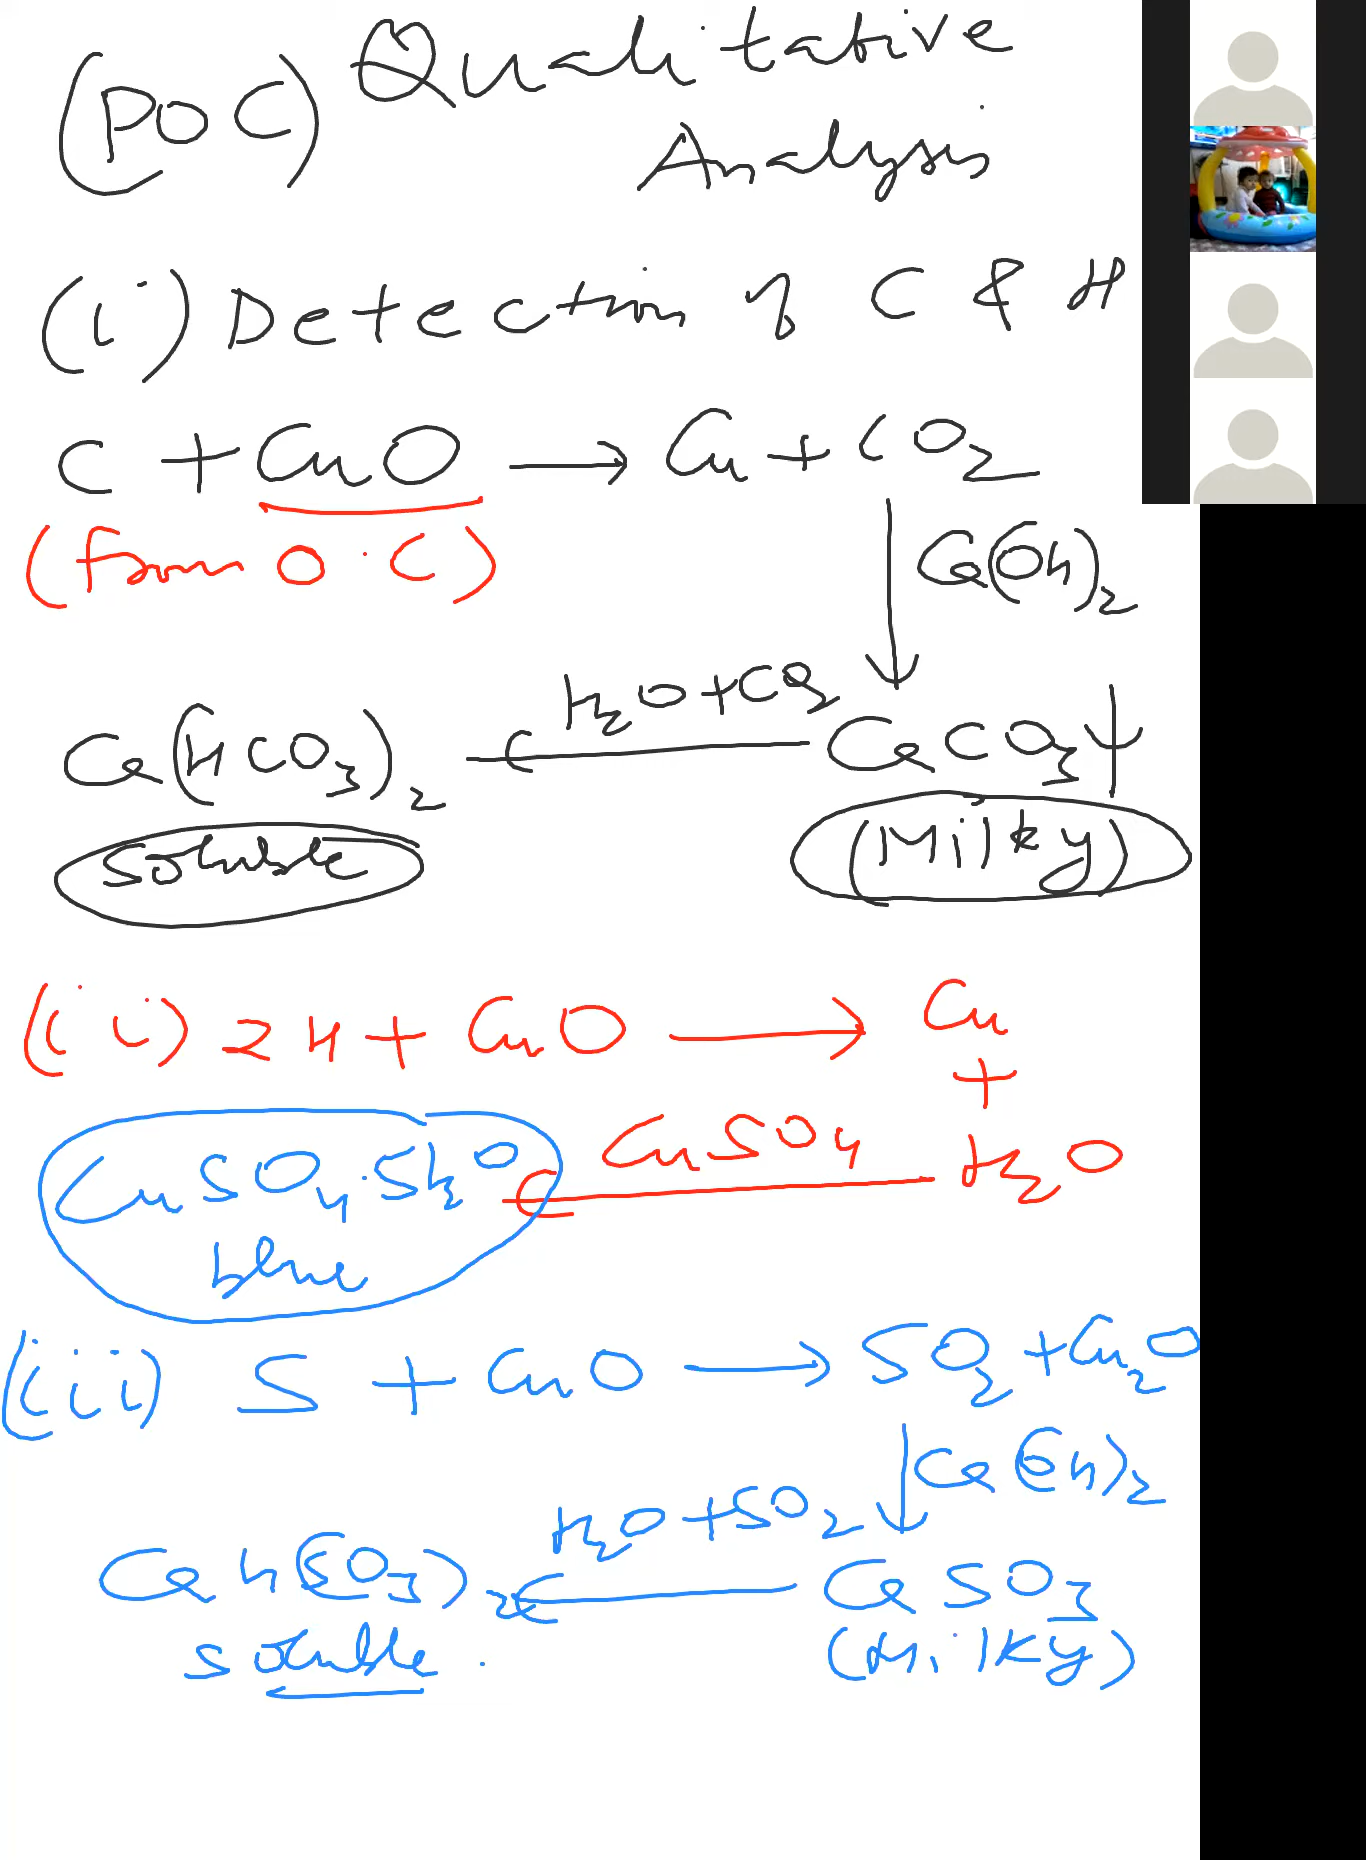 (POC) Qualitative
Analysis
(i) Detection of C & H
C + CuO → Cu + CO2
(from O.C)
Ca(OH)2
H2O + CO2
Ca(HCO3)2 ← CaCO3↓
soluble (Milky)
(ii) 2H + CuO → Cu
+
CuSO4 H2O
CuSO4.5H2O
blue
(iii) S + CuO → SO2 + Cu2O
↓ Ca(OH)2
H2O + SO2
CaH(SO3)2 ← CaSO3
soluble. (Milky)